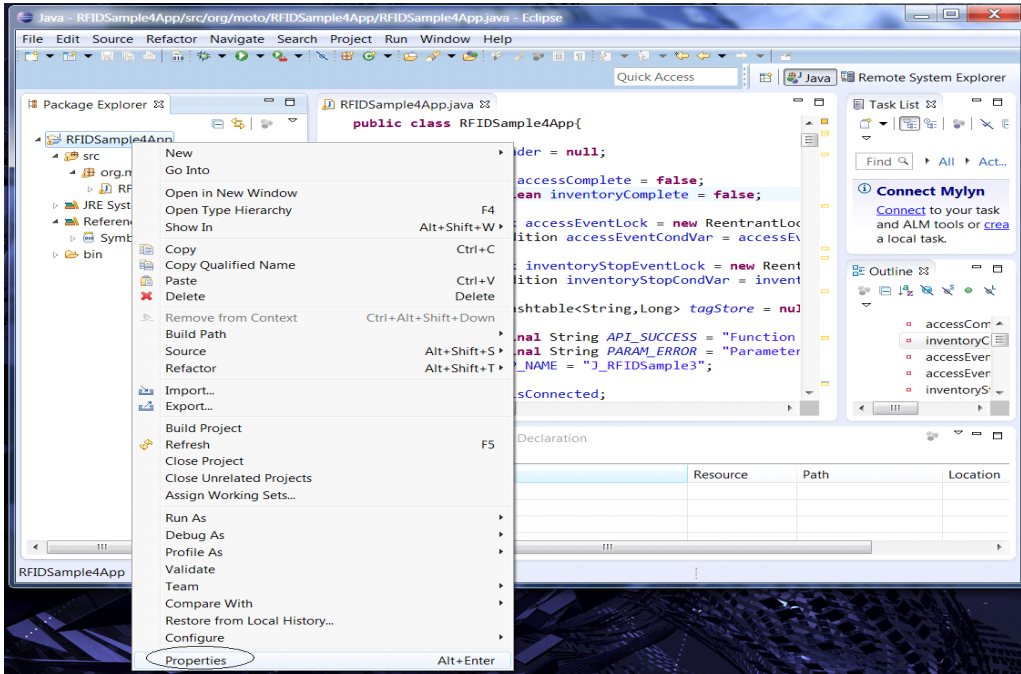 Java - RFIDSample4App/src/org/moto/RFIDSample4App/RFIDSample4App.java - Eclipse
File Edit Source Refactor Navigate Search Project Run Window Help
Quick Access
Java
Remote System Explorer
Package Explorer
RFIDSample4App
src
org.m
RF
JRE Syst
Referen
Symb
bin
New
Go Into
Open in New Window
Open Type Hierarchy F4
Show In Alt+Shift+W
Copy Ctrl+C
Copy Qualified Name
Paste Ctrl+V
Delete Delete
Remove from Context Ctrl+Alt+Shift+Down
Build Path
Source Alt+Shift+S
Refactor Alt+Shift+T
Import...
Export...
Build Project
Refresh F5
Close Project
Close Unrelated Projects
Assign Working Sets...
Run As
Debug As
Profile As
Validate
Team
Compare With
Restore from Local History...
Configure
Properties Alt+Enter
RFIDSample4App.java
public class RFIDSample4App{
der = null;
accessComplete = false;
ean inventoryComplete = false;
accessEventLock = new ReentrantLoc
ition accessEventCondVar = accessEv
inventoryStopEventLock = new Reent
ition inventoryStopCondVar = invent
shtable<String,Long> tagStore = nul
nal String API_SUCCESS = "Function
nal String PARAM_ERROR = "Parameter
P_NAME = "J_RFIDSample3";
sConnected;
Declaration
Resource Path Location
Task List
Find All Act...
Connect Mylyn
Connect to your task
and ALM tools or crea
a local task.
Outline
accessCom
inventoryC
accessEven
accessEven
inventoryS
RFIDSample4App